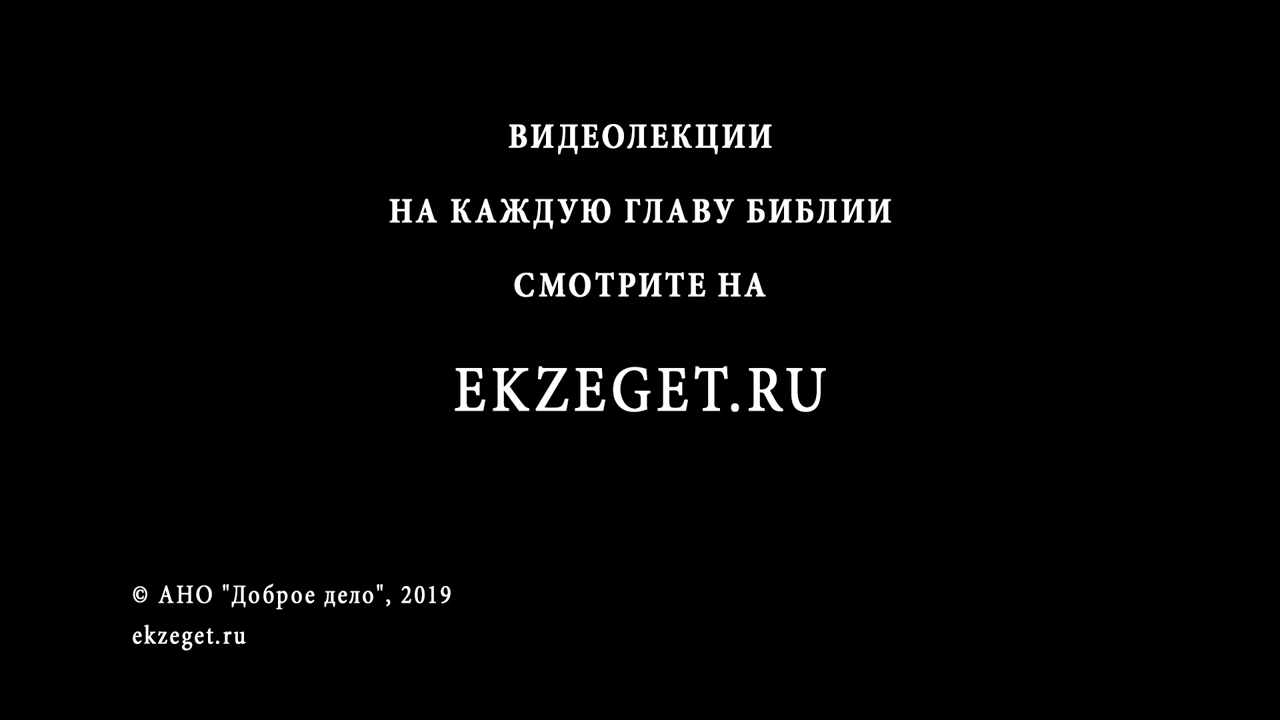 ВИДЕОЛЕКЦИИ
НА КАЖДУЮ ГЛАВУ БИБЛИИ
СМОТРИТЕ НА
EKZEGET.RU
© АНО "Доброе дело", 2019
ekzeget.ru